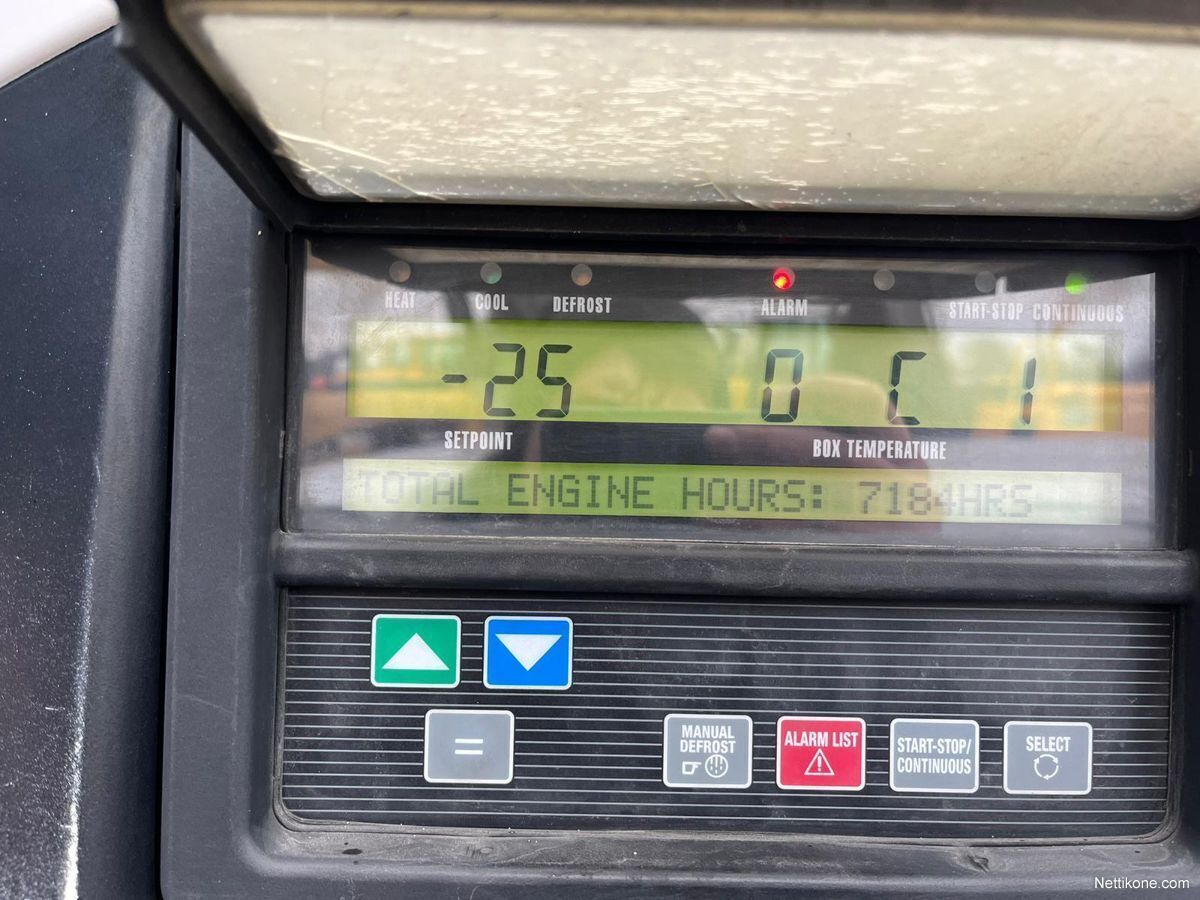 HEAT COOL DEFROST ALARM START-STOP CONTINUOUS
-25 0 C 1
SETPOINT BOX TEMPERATURE
TOTAL ENGINE HOURS: 7184HRS
MANUAL DEFROST
ALARM LIST
START-STOP/
CONTINUOUS
SELECT
=
Nettikone.com